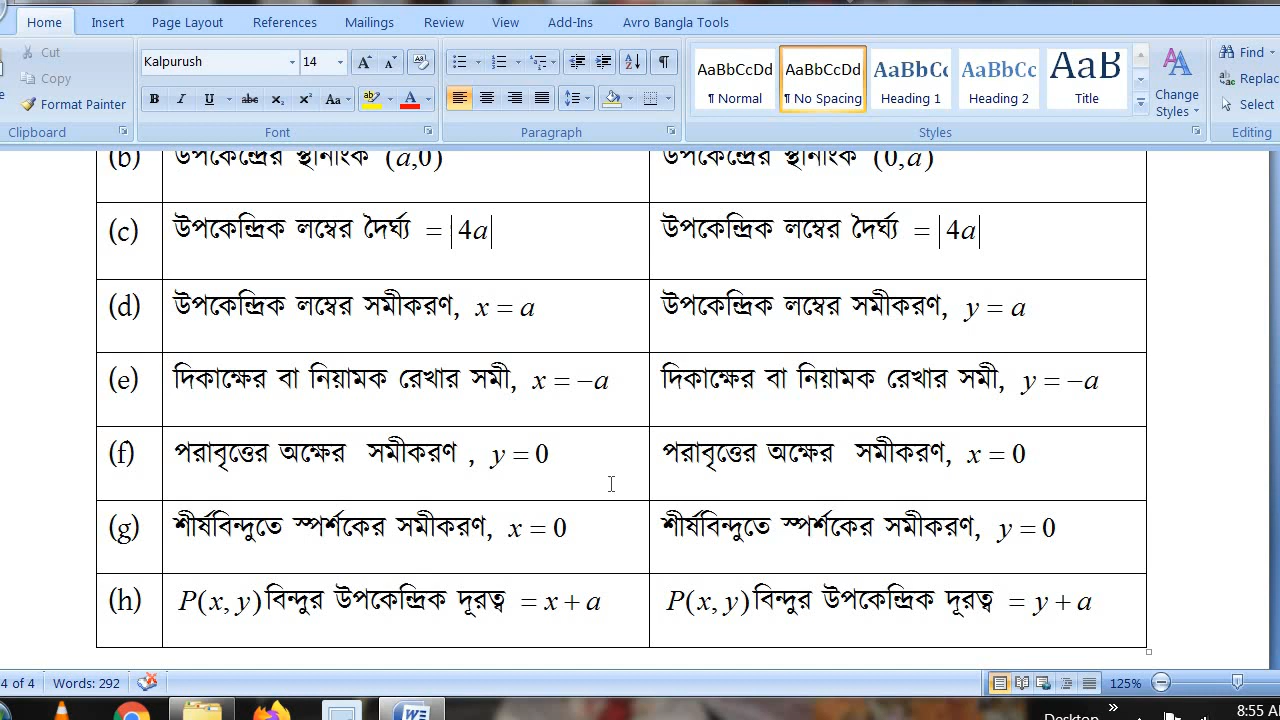 Home Insert Page Layout References Mailings Review View Add-Ins Avro Bangla Tools
Cut
Copy
Format Painter
Clipboard
Kalpurush 14
Font
Paragraph
AaBbCcDd AaBbCcDd AaBbCc AaBbCc AaB
¶ Normal ¶ No Spacing Heading 1 Heading 2 Title
Change Styles
Styles
Find
Replac
Select
Editing
(b) উপকেন্দ্রের স্থানাংক (a,0) উপকেন্দ্রের স্থানাংক (0,a)
(c) উপকেন্দ্রিক লম্বের দৈর্ঘ্য = |4a| উপকেন্দ্রিক লম্বের দৈর্ঘ্য = |4a|
(d) উপকেন্দ্রিক লম্বের সমীকরণ, x = a উপকেন্দ্রিক লম্বের সমীকরণ, y = a
(e) দিকাক্ষের বা নিয়ামক রেখার সমী, x = −a দিকাক্ষের বা নিয়ামক রেখার সমী, y = −a
(f) পরাবৃত্তের অক্ষের সমীকরণ , y = 0 পরাবৃত্তের অক্ষের সমীকরণ, x = 0
(g) শীর্ষবিন্দুতে স্পর্শকের সমীকরণ, x = 0 শীর্ষবিন্দুতে স্পর্শকের সমীকরণ, y = 0
(h) P(x, y) বিন্দুর উপকেন্দ্রিক দূরত্ব = x + a P(x, y) বিন্দুর উপকেন্দ্রিক দূরত্ব = y + a
4 of 4 Words: 292 125%
Desktop 8:55 A